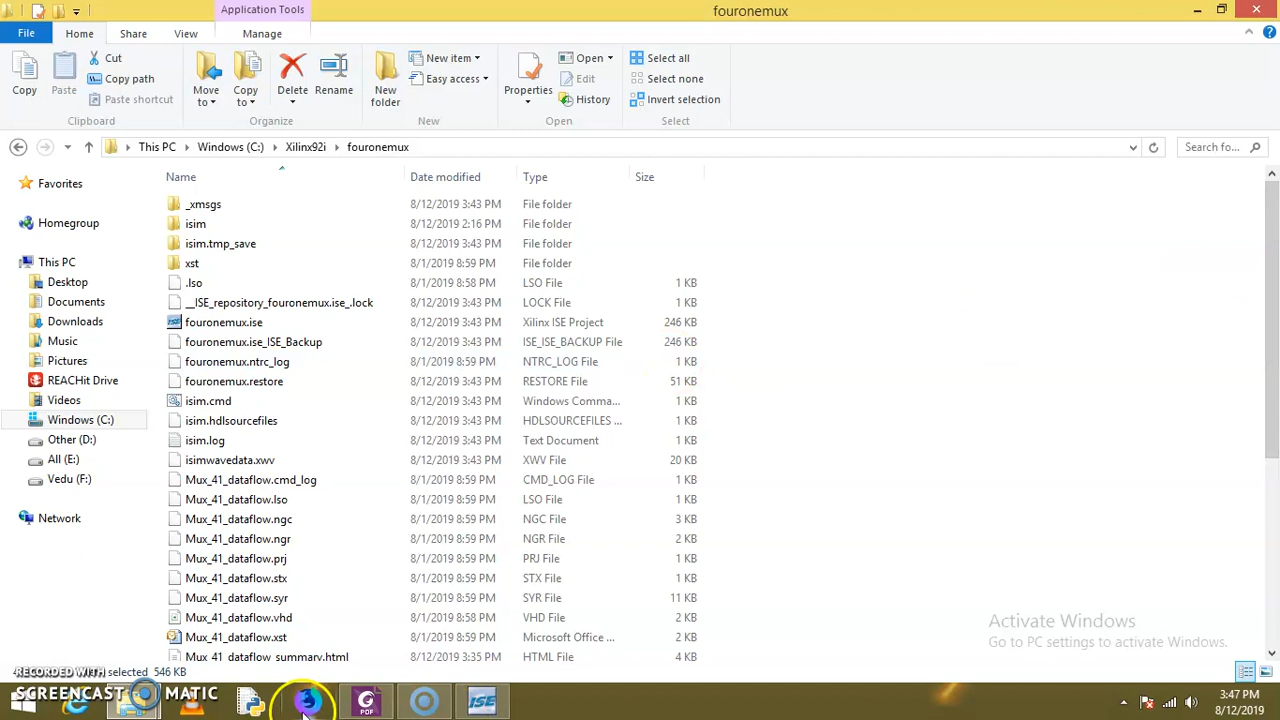 Application Tools
fouronemux
File
Home
Share
View
Manage
Copy
Paste
Cut
Copy path
Paste shortcut
Move to
Copy to
Delete
Rename
New folder
New item
Easy access
Properties
Open
Edit
History
Select all
Select none
Invert selection
Clipboard
Organize
New
Open
Select
This PC
Windows (C:)
Xilinx92i
fouronemux
Search fo...
Favorites
Homegroup
This PC
Desktop
Documents
Downloads
Music
Pictures
REACHit Drive
Videos
Windows (C:)
Other (D:)
All (E:)
Vedu (F:)
Network
Name Date modified Type Size
_xmsgs 8/12/2019 3:43 PM File folder
isim 8/12/2019 2:16 PM File folder
isim.tmp_save 8/12/2019 3:43 PM File folder
xst 8/1/2019 8:59 PM File folder
.lso 8/1/2019 8:58 PM LSO File 1 KB
__ISE_repository_fouronemux.ise_.lock 8/12/2019 3:43 PM LOCK File 1 KB
fouronemux.ise 8/12/2019 3:43 PM Xilinx ISE Project 246 KB
fouronemux.ise_ISE_Backup 8/12/2019 3:43 PM ISE_ISE_BACKUP File 246 KB
fouronemux.ntrc_log 8/1/2019 8:59 PM NTRC_LOG File 1 KB
fouronemux.restore 8/12/2019 3:43 PM RESTORE File 51 KB
isim.cmd 8/12/2019 3:43 PM Windows Comma... 1 KB
isim.hdlsourcefiles 8/12/2019 3:43 PM HDLSOURCEFILES ... 1 KB
isim.log 8/12/2019 3:43 PM Text Document 1 KB
isimwavedata.xwv 8/12/2019 3:43 PM XWV File 20 KB
Mux_41_dataflow.cmd_log 8/1/2019 8:59 PM CMD_LOG File 1 KB
Mux_41_dataflow.lso 8/1/2019 8:59 PM LSO File 1 KB
Mux_41_dataflow.ngc 8/1/2019 8:59 PM NGC File 3 KB
Mux_41_dataflow.ngr 8/1/2019 8:59 PM NGR File 2 KB
Mux_41_dataflow.prj 8/1/2019 8:59 PM PRJ File 1 KB
Mux_41_dataflow.stx 8/1/2019 8:59 PM STX File 1 KB
Mux_41_dataflow.syr 8/1/2019 8:59 PM SYR File 11 KB
Mux_41_dataflow.vhd 8/1/2019 8:58 PM VHD File 2 KB
Mux_41_dataflow.xst 8/1/2019 8:59 PM Microsoft Office ... 2 KB
Mux_41_dataflow_summary.html 8/12/2019 3:35 PM HTML File 4 KB
Activate Windows
Go to PC settings to activate Windows.
selected 546 KB
RECORDED WITH
SCREENCAST MATIC
PDF
ISE
3:47 PM
8/12/2019